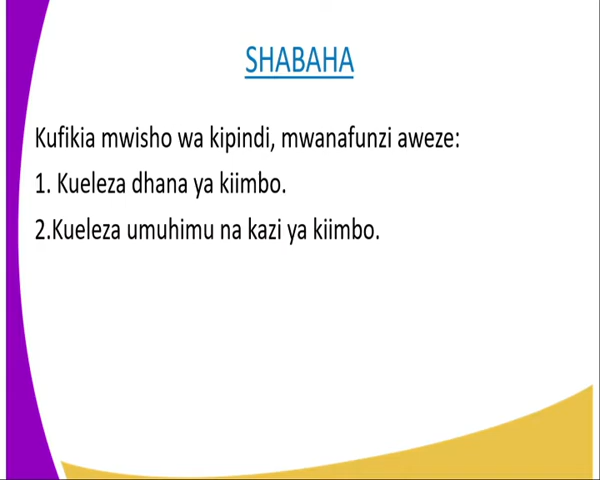 SHABAHA
Kufikia mwisho wa kipindi, mwanafunzi aweze:
1. Kueleza dhana ya kiimbo.
2.Kueleza umuhimu na kazi ya kiimbo.